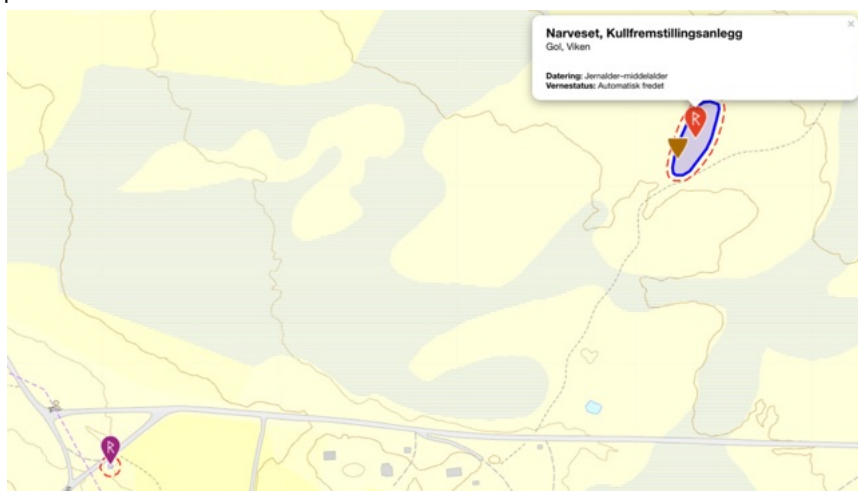 Narveset, Kullfremstillingsanlegg
Gol, Viken
Datering: Jernalder-middelalder
Vernestatus: Automatisk fredet